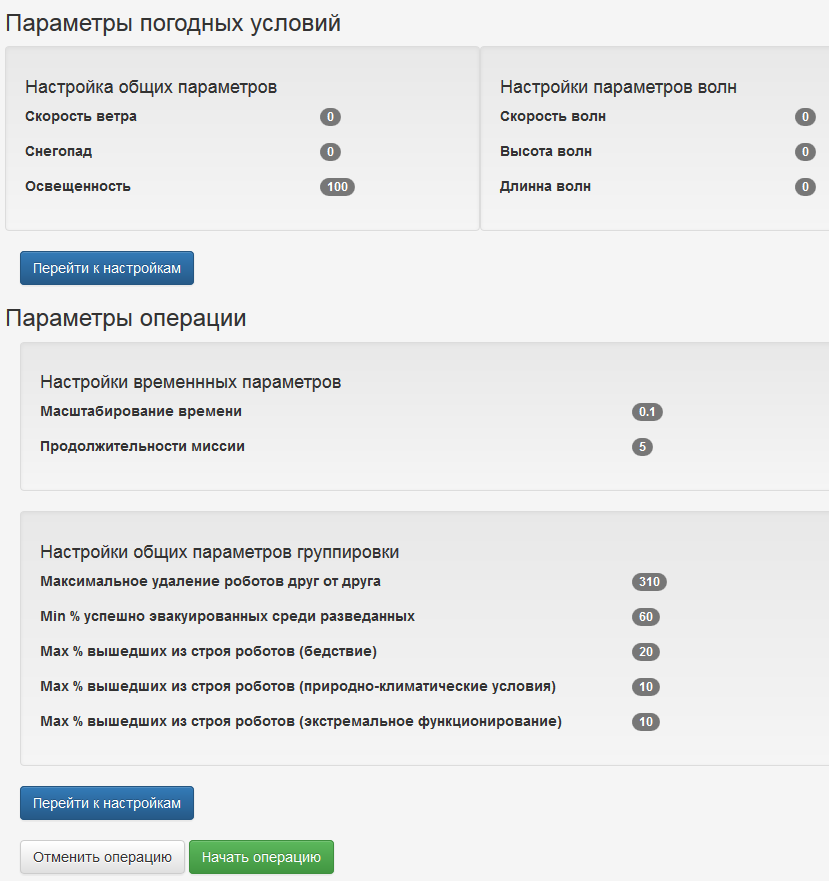 Параметры погодных условий
Настройка общих параметров
Скорость ветра 0
Снегопад 0
Освещенность 100
Настройки параметров волн
Скорость волн 0
Высота волн 0
Длинна волн 0
Перейти к настройкам
Параметры операции
Настройки временнных параметров
Масштабирование времени 0.1
Продолжительности миссии 5
Настройки общих параметров группировки
Максимальное удаление роботов друг от друга 310
Min % успешно эвакуированных среди разведанных 60
Max % вышедших из строя роботов (бедствие) 20
Max % вышедших из строя роботов (природно-климатические условия) 10
Max % вышедших из строя роботов (экстремальное функционирование) 10
Перейти к настройкам
Отменить операцию Начать операцию